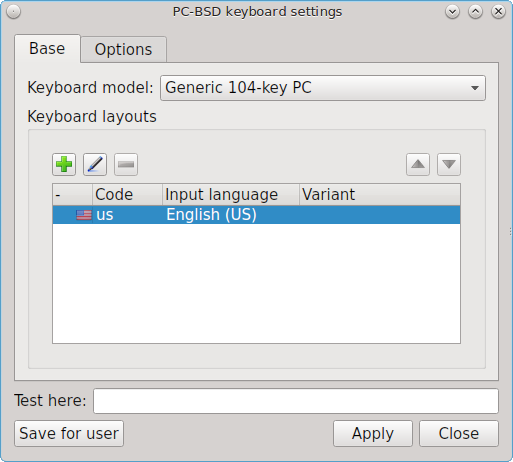 PC-BSD keyboard settings
Base Options
Keyboard model: Generic 104-key PC
Keyboard layouts
- Code Input language Variant
us English (US)
Test here:
Save for user Apply Close